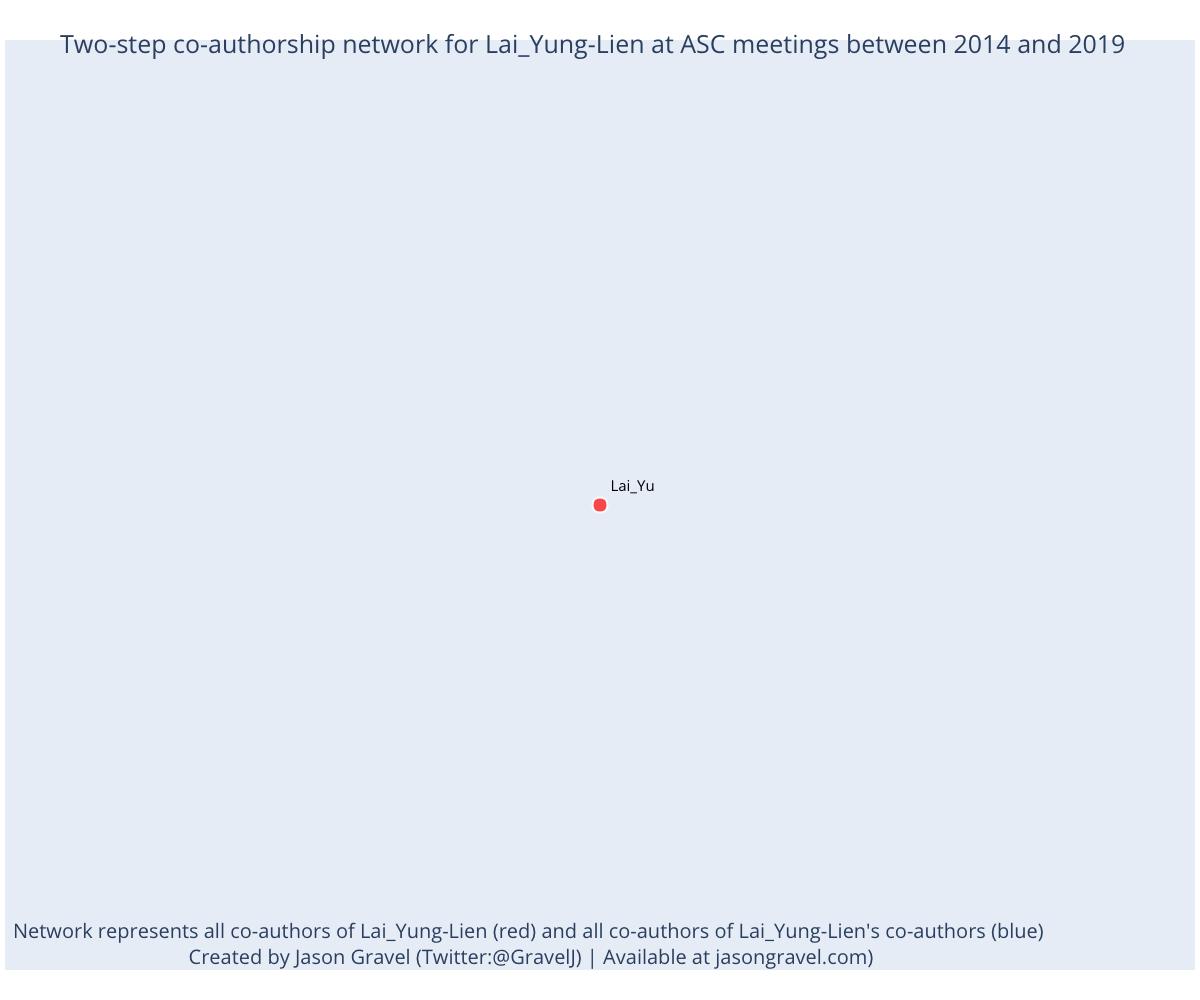 Two-step co-authorship network for Lai_Yung-Lien at ASC meetings between 2014 and 2019
Lai_Yu
Network represents all co-authors of Lai_Yung-Lien (red) and all co-authors of Lai_Yung-Lien's co-authors (blue)
Created by Jason Gravel (Twitter:@GravelJ) | Available at jasongravel.com)